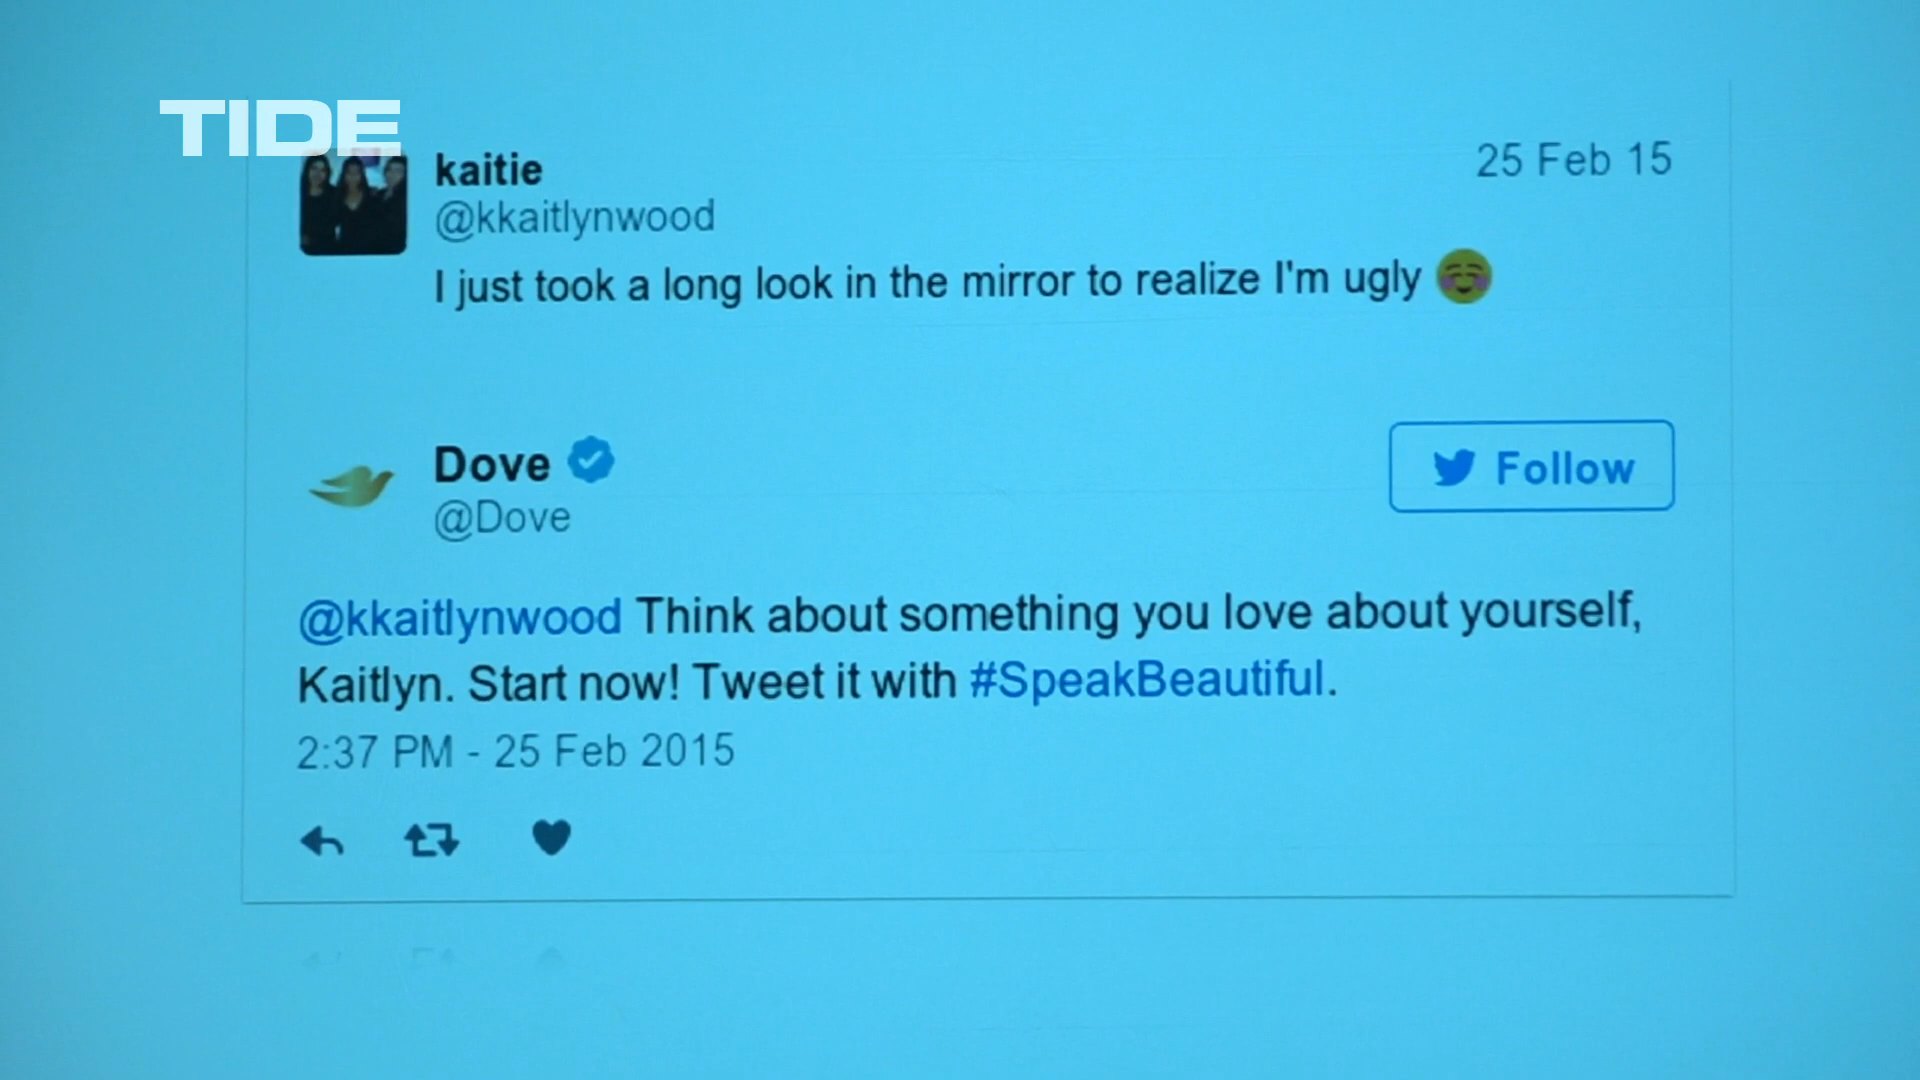 TIDE
kaitie
25 Feb 15
@kkaitlynwood
I just took a long look in the mirror to realize I'm ugly
Dove
Follow
@Dove
@kkaitlynwood Think about something you love about yourself,
Kaitlyn. Start now! Tweet it with #SpeakBeautiful.
2:37 PM - 25 Feb 2015